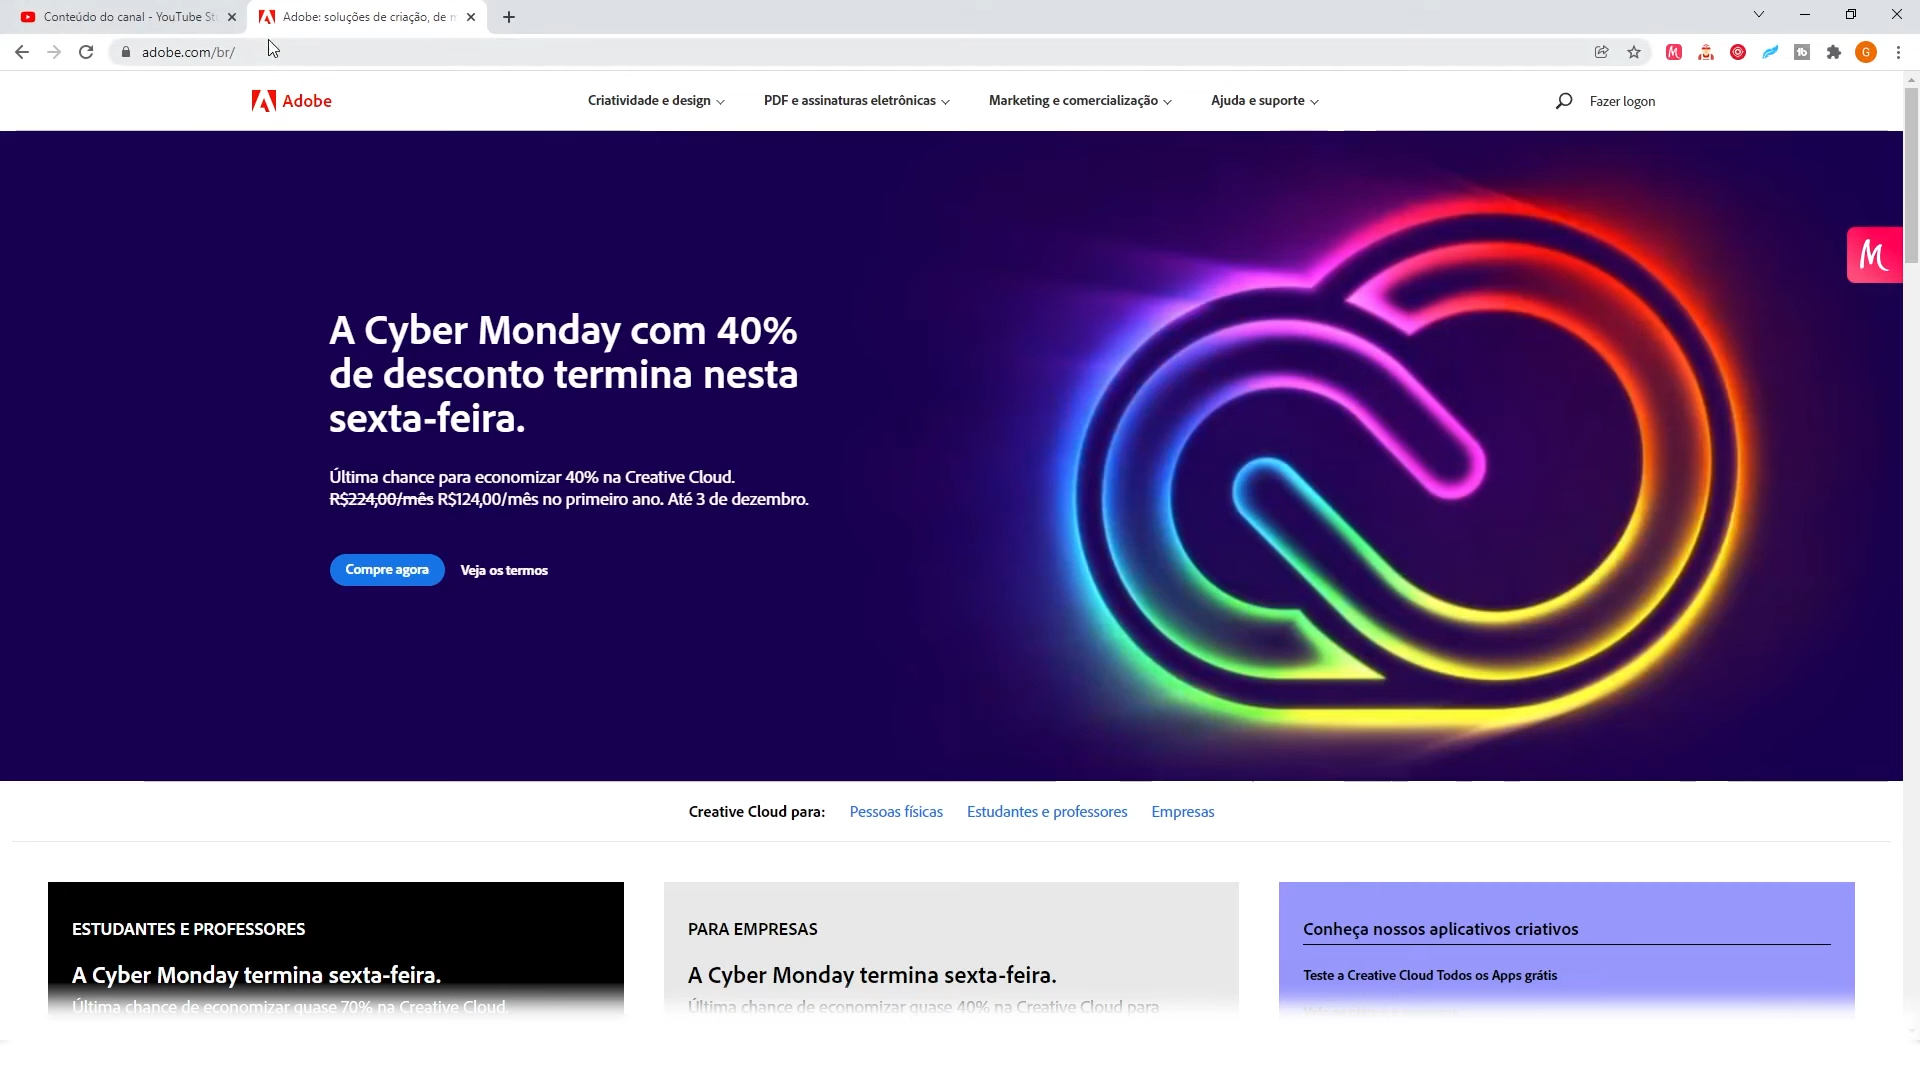 Conteúdo do canal - YouTube St
Adobe: soluções de criação, de m
adobe.com/br/
G
Adobe
Criatividade e design
PDF e assinaturas eletrônicas
Marketing e comercialização
Ajuda e suporte
Fazer logon
A Cyber Monday com 40%
de desconto termina nesta
sexta-feira.
Última chance para economizar 40% na Creative Cloud.
R$224,00/mês R$124,00/mês no primeiro ano. Até 3 de dezembro.
Compre agora
Veja os termos
M
Creative Cloud para:
Pessoas físicas
Estudantes e professores
Empresas
ESTUDANTES E PROFESSORES
A Cyber Monday termina sexta-feira.
Última chance de economizar quase 70% na Creative Cloud.
PARA EMPRESAS
A Cyber Monday termina sexta-feira.
Última chance de economizar quase 40% na Creative Cloud para
Conheça nossos aplicativos criativos
Teste a Creative Cloud Todos os Apps grátis